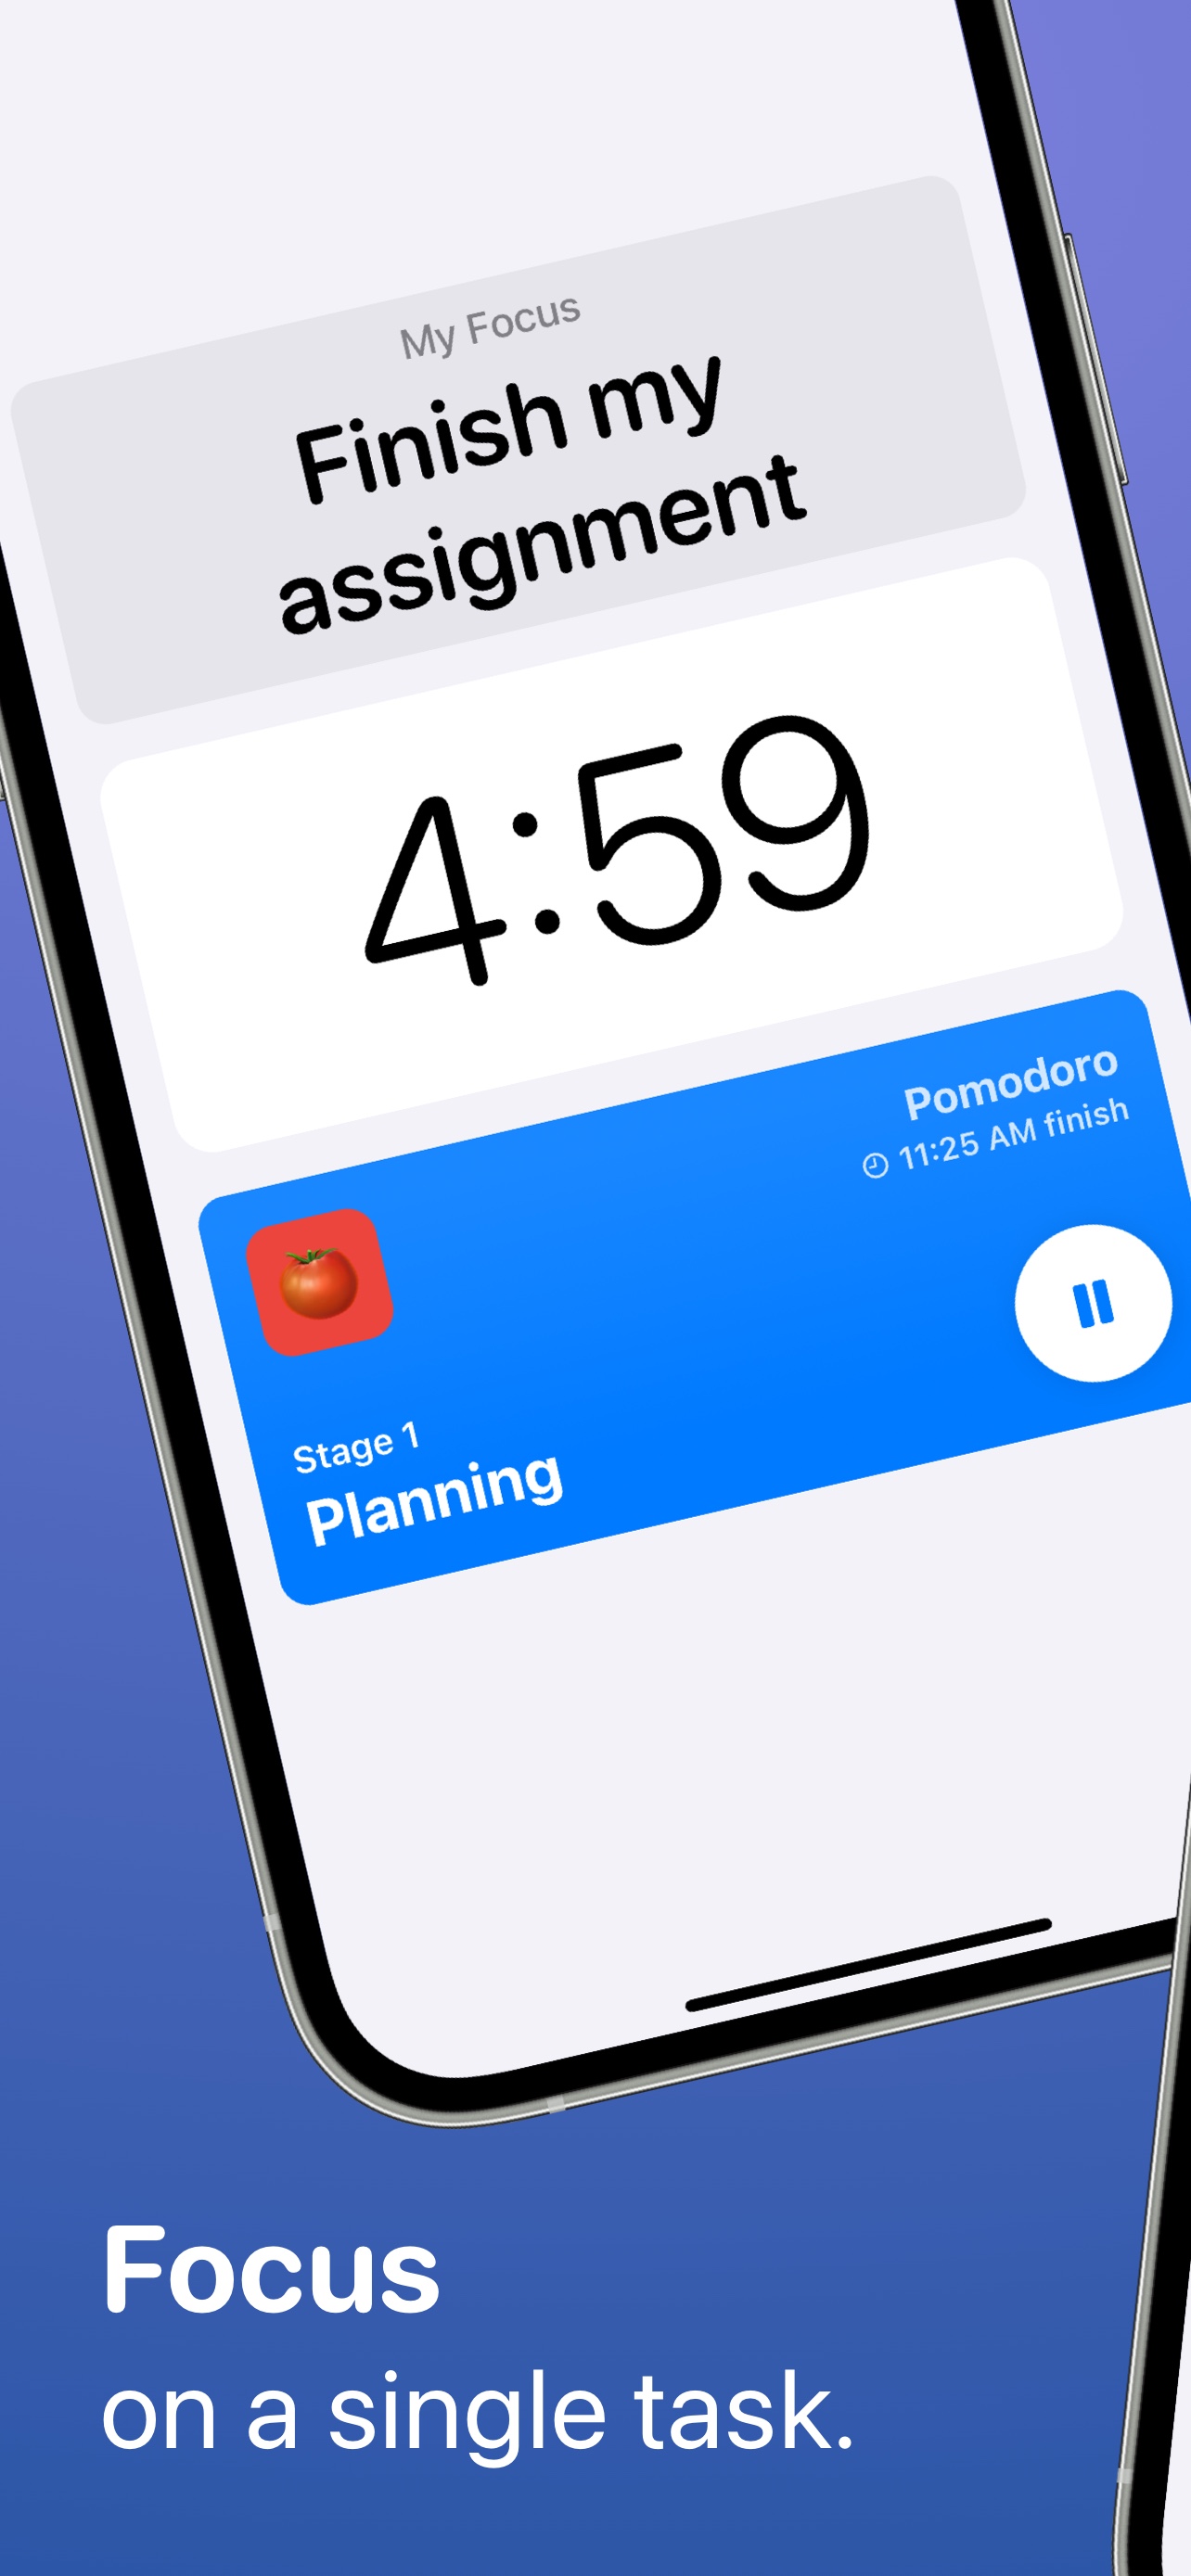 My Focus
Finish my
assignment
4:59
Pomodoro
11:25 AM finish
Stage 1
Planning
Focus
on a single task.